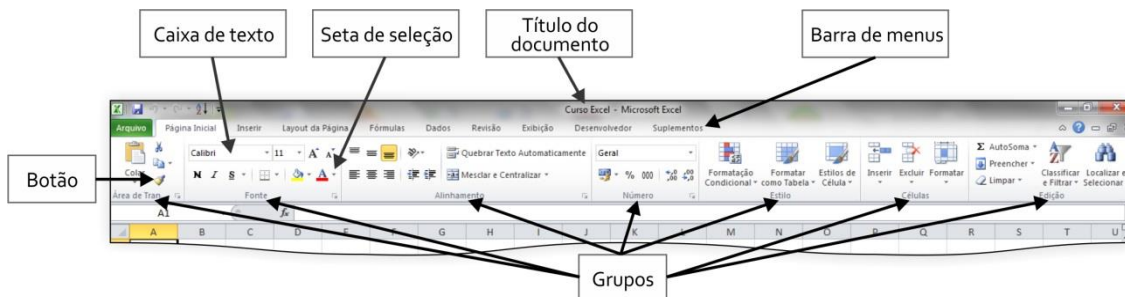 Caixa de texto
Seta de seleção
Título do
documento
Barra de menus
Curso Excel - Microsoft Excel
Arquivo Página Inicial Inserir Layout da Página Fórmulas Dados Revisão Exibição Desenvolvedor Suplementos
Botão
Colar
Calibri 11 A A
Quebrar Texto Automaticamente
Geral
N I S A
Mesclar e Centralizar
% 000
Formatação
Condicional
Formatar
como Tabela
Estilos de
Célula
Inserir Excluir Formatar
Σ AutoSoma
Preencher
Limpar
Classificar
e Filtrar
Localizar e
Selecionar
Área de Tran... Fonte Alinhamento Número Estilo Células Edição
A1 fx
A B C D E F G H I J K L M N O P Q R S T U
Grupos